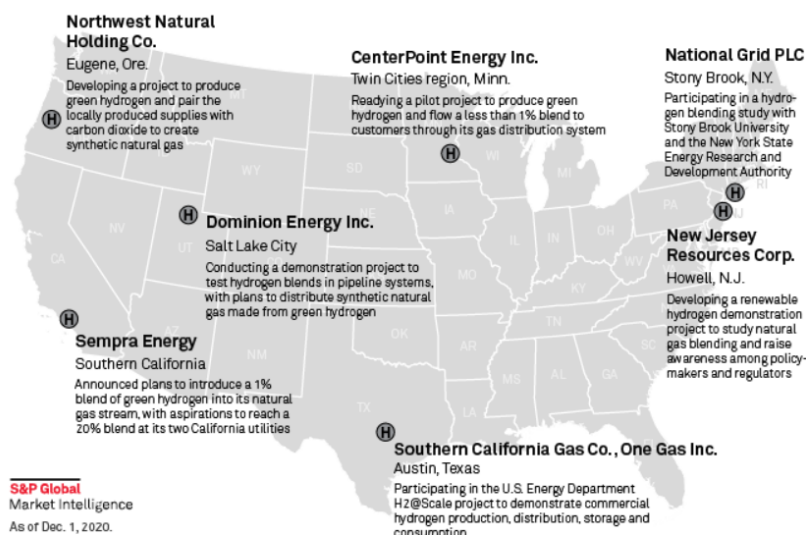 Northwest Natural
Holding Co.
Eugene, Ore.
Developing a project to produce
green hydrogen and pair the
locally produced supplies with
carbon dioxide to create
synthetic natural gas
H
CenterPoint Energy Inc.
Twin Cities region, Minn.
Readying a pilot project to produce green
hydrogen and flow a less than 1% blend to
customers through its gas distribution system
H
National Grid PLC
Stony Brook, N.Y.
Participating in a hydro-
gen blending study with
Stony Brook University
and the New York State
Energy Research and
Development Authority
H
H
New Jersey
Resources Corp.
Howell, N.J.
Developing a renewable
hydrogen demonstration
project to study natural
gas blending and raise
awareness among policy-
makers and regulators
H
Dominion Energy Inc.
Salt Lake City
Conducting a demonstration project to
test hydrogen blends in pipeline systems,
with plans to distribute synthetic natural
gas made from green hydrogen
H
Sempra Energy
Southern California
Announced plans to introduce a 1%
blend of green hydrogen into its natural
gas stream, with aspirations to reach a
20% blend at its two California utilities
H
Southern California Gas Co., One Gas Inc.
Austin, Texas
Participating in the U.S. Energy Department
H2@Scale project to demonstrate commercial
hydrogen production, distribution, storage and
consumption
MT
WY
SD
WI
MI
NE
IA
PA
RI
NJ
NV
UT
CA
IL
IN
OH
WV
MO
KY
TN
AZ
NM
OK
AR
SC
MS
AL
GA
TX
LA
S&P Global
Market Intelligence
As of Dec. 1, 2020.